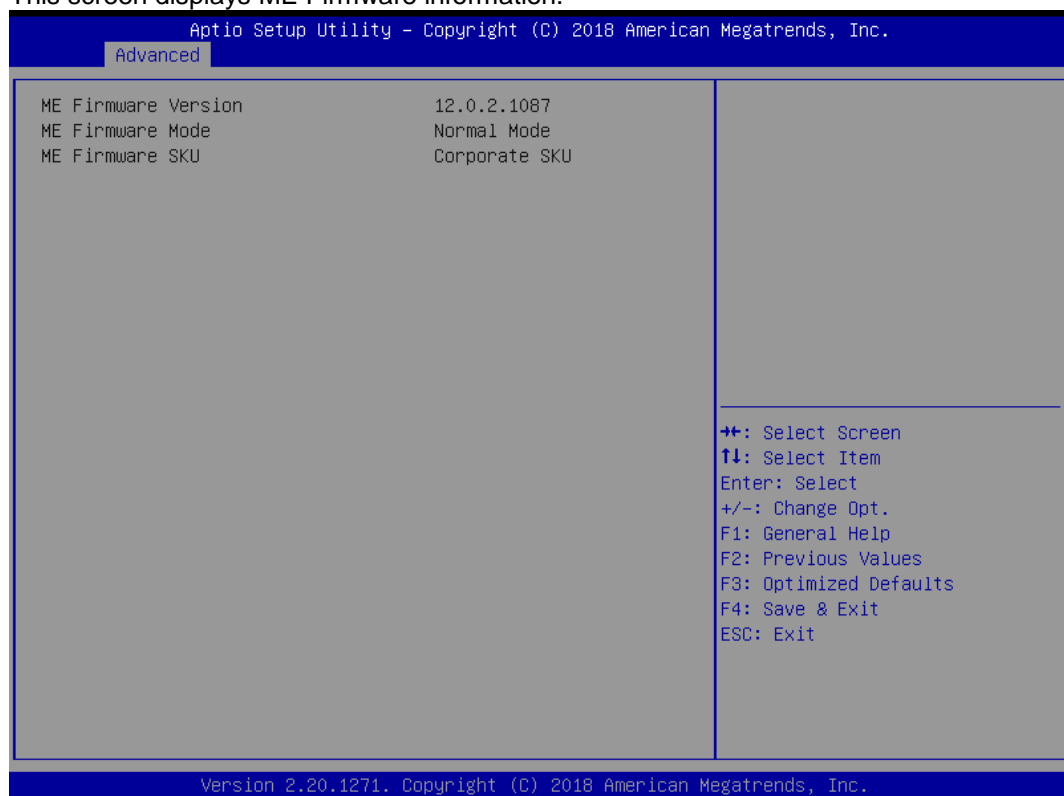 This screen displays ME Firmware information.
Aptio Setup Utility – Copyright (C) 2018 American Megatrends, Inc.
Advanced
ME Firmware Version 12.0.2.1087
ME Firmware Mode Normal Mode
ME Firmware SKU Corporate SKU
→←: Select Screen
↑↓: Select Item
Enter: Select
+/-: Change Opt.
F1: General Help
F2: Previous Values
F3: Optimized Defaults
F4: Save & Exit
ESC: Exit
Version 2.20.1271. Copyright (C) 2018 American Megatrends, Inc.